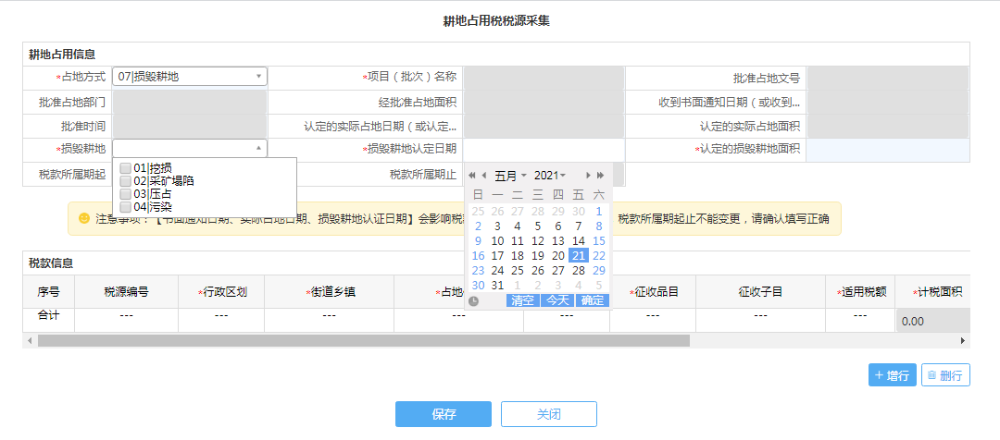 耕地占用税税源采集
耕地占用信息
*占地方式 07|损毁耕地 *项目（批次）名称 批准占地文号
批准占地部门 经批准占地面积 收到书面通知日期（或收到...
批准时间 认定的实际占地日期（或认定... 认定的实际占地面积
*损毁耕地 *损毁耕地认定日期 *认定的损毁耕地面积
税款所属期起 税款所属期止
01|挖损
02|采矿塌陷
03|压占
04|污染
五月 2021
日 一 二 三 四 五 六
25 26 27 28 29 30 1
2 3 4 5 6 7 8
9 10 11 12 13 14 15
16 17 18 19 20 21 22
23 24 25 26 27 28 29
30 31 1 2 3 4 5
清空 今天 确定
注意事项：【书面通知日期、实际占地日期、损毁耕地认证日期】会影响税 税款所属期起止不能变更，请确认填写正确
税款信息
序号 税源编号 *行政区划 *街道乡镇 *占地 *征收品目 征收子目 *适用税额 *计税面积
合计 --- --- --- --- --- --- --- --- 0.00
+ 增行 删行
保存 关闭